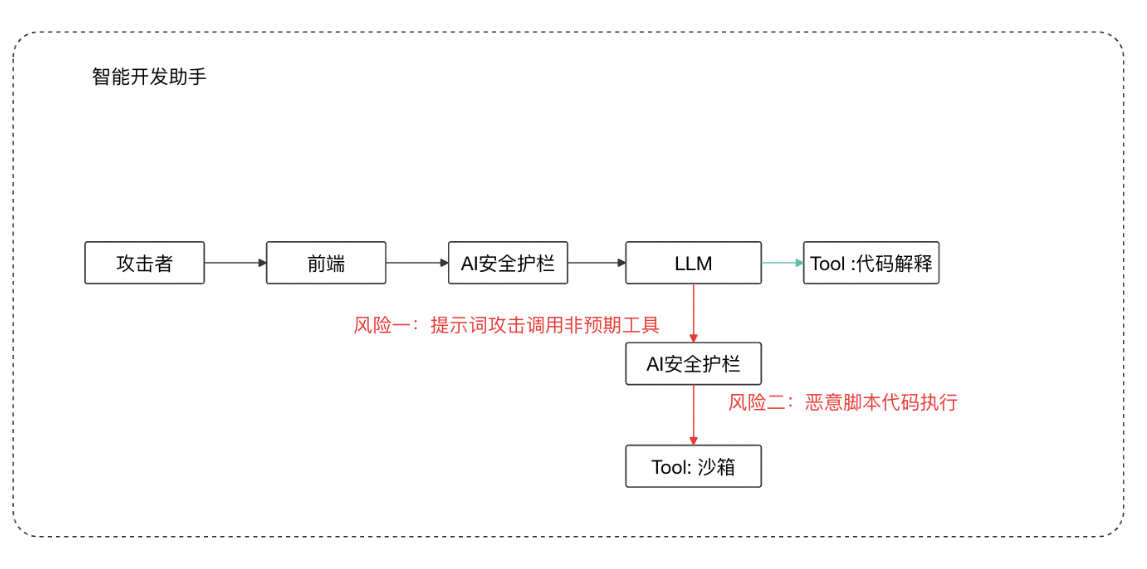 智能开发助手
攻击者
前端
AI安全护栏
LLM
Tool :代码解释
风险一：提示词攻击调用非预期工具
AI安全护栏
风险二：恶意脚本代码执行
Tool: 沙箱